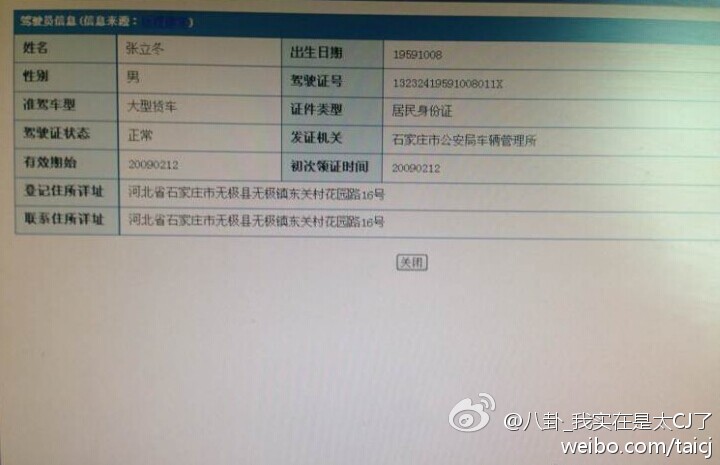 驾驶员信息(信息来源：
姓名 张立冬 出生日期 19591008
性别 男 驾驶证号 13232419591008011X
准驾车型 大型货车 证件类型 居民身份证
驾驶证状态 正常 发证机关 石家庄市公安局车辆管理所
有效期始 20090212 初次领证时间 20090212
登记住所详址 河北省石家庄市无极县无极镇东关村花园路16号
联系住所详址 河北省石家庄市无极县无极镇东关村花园路16号
关闭
@八卦_我实在是太CJ了
weibo.com/taicj